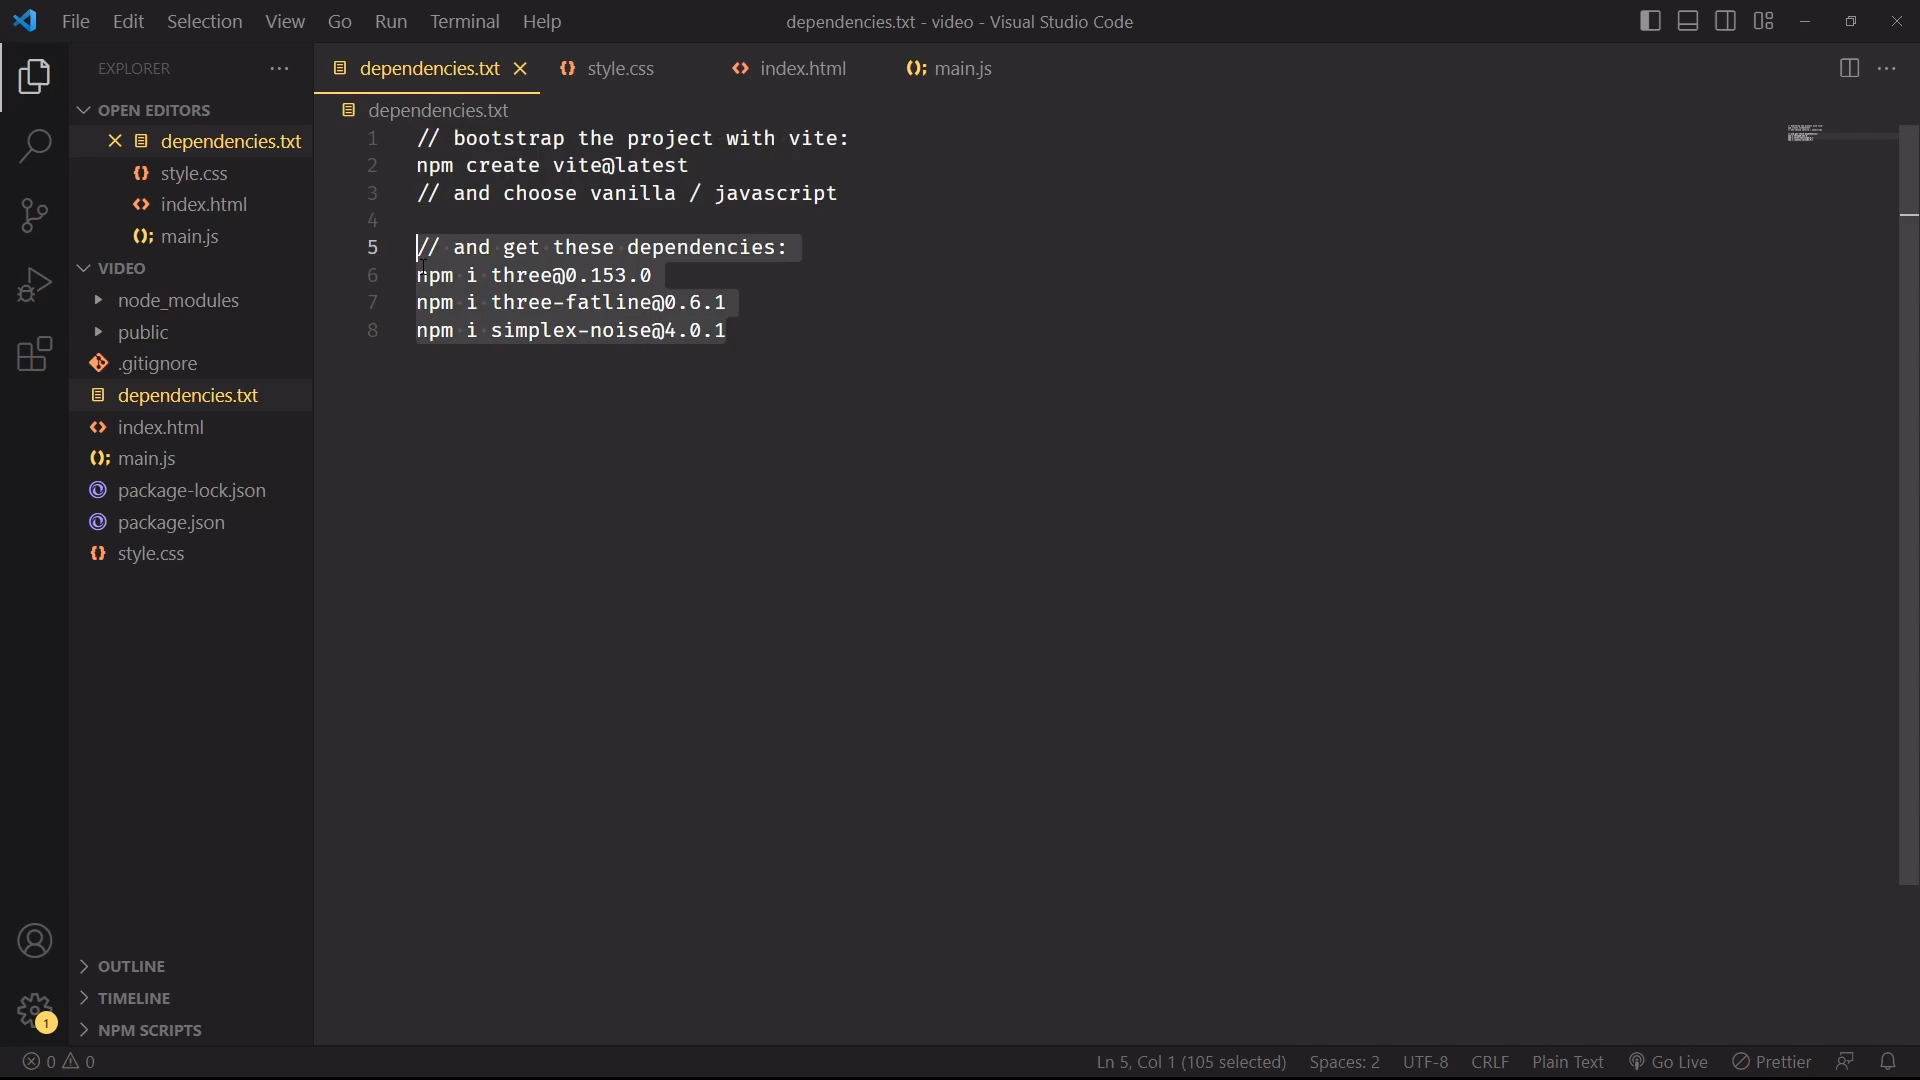 File Edit Selection View Go Run Terminal Help
dependencies.txt - video - Visual Studio Code
EXPLORER
OPEN EDITORS
dependencies.txt
style.css
index.html
main.js
VIDEO
node_modules
public
.gitignore
dependencies.txt
index.html
main.js
package-lock.json
package.json
style.css
OUTLINE
TIMELINE
NPM SCRIPTS
dependencies.txt style.css index.html main.js
dependencies.txt
1 // bootstrap the project with vite:
2 npm create vite@latest
3 // and choose vanilla / javascript
4
5 // and get these dependencies:
6 npm i three@0.153.0
7 npm i three-fatline@0.6.1
8 npm i simplex-noise@4.0.1
1
0 0
Ln 5, Col 1 (105 selected) Spaces: 2 UTF-8 CRLF Plain Text Go Live Prettier